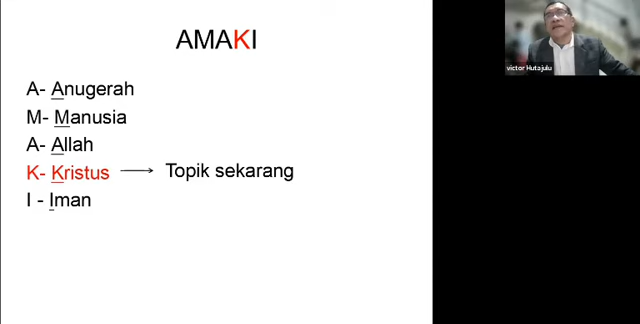 AMAKI
A- Anugerah
M- Manusia
A- Allah
K- Kristus → Topik sekarang
I - Iman
victor Hutajulu